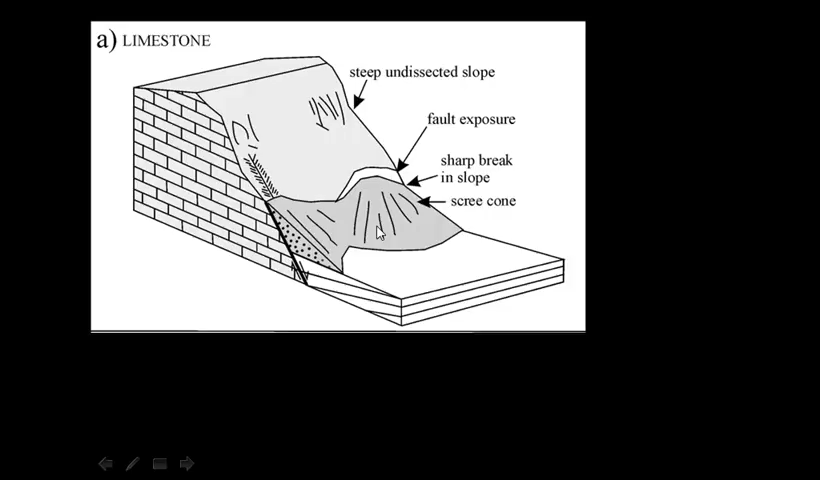 a) LIMESTONE
steep undissected slope
fault exposure
sharp break
in slope
scree cone